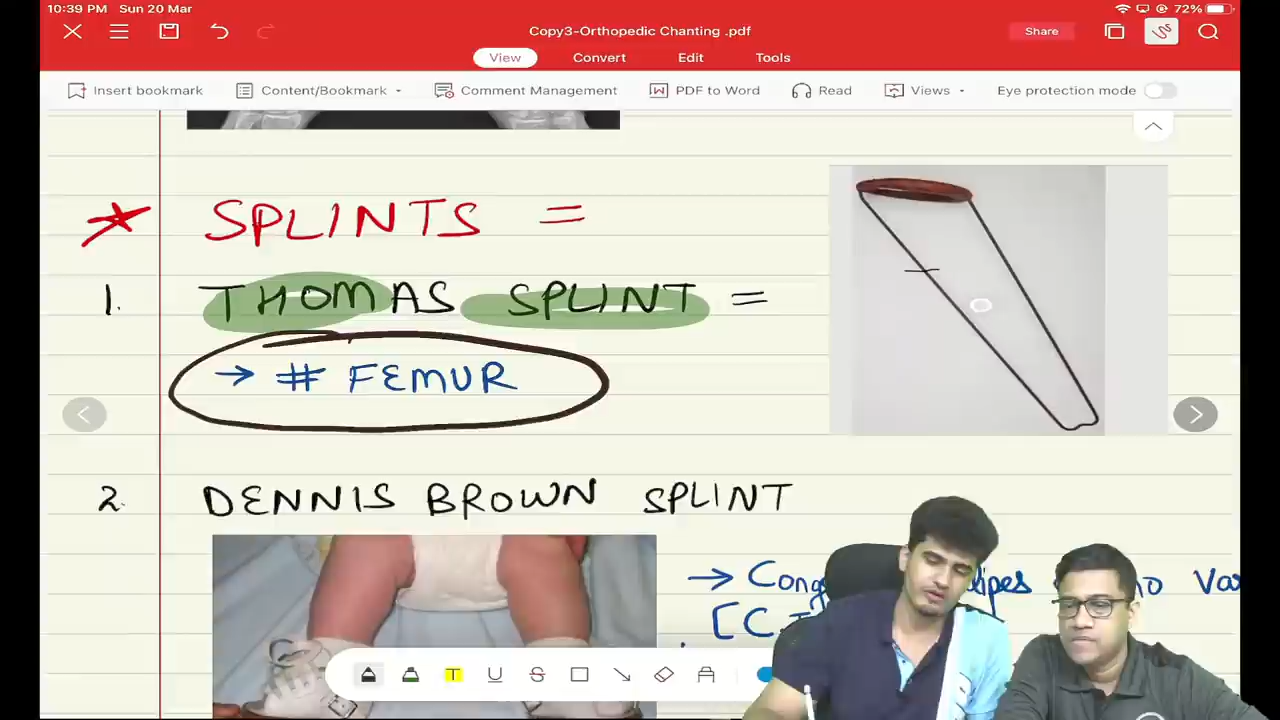 10:39 PM Sun 20 Mar
72%
Copy3-Orthopedic Chanting .pdf
Share
View Convert Edit Tools
Insert bookmark Content/Bookmark Comment Management PDF to Word Read Views Eye protection mode
SPLINTS =
1. THOMAS SPLINT =
→ # FEMUR
2. DENNIS BROWN SPLINT
→ Cong
[C
T U S